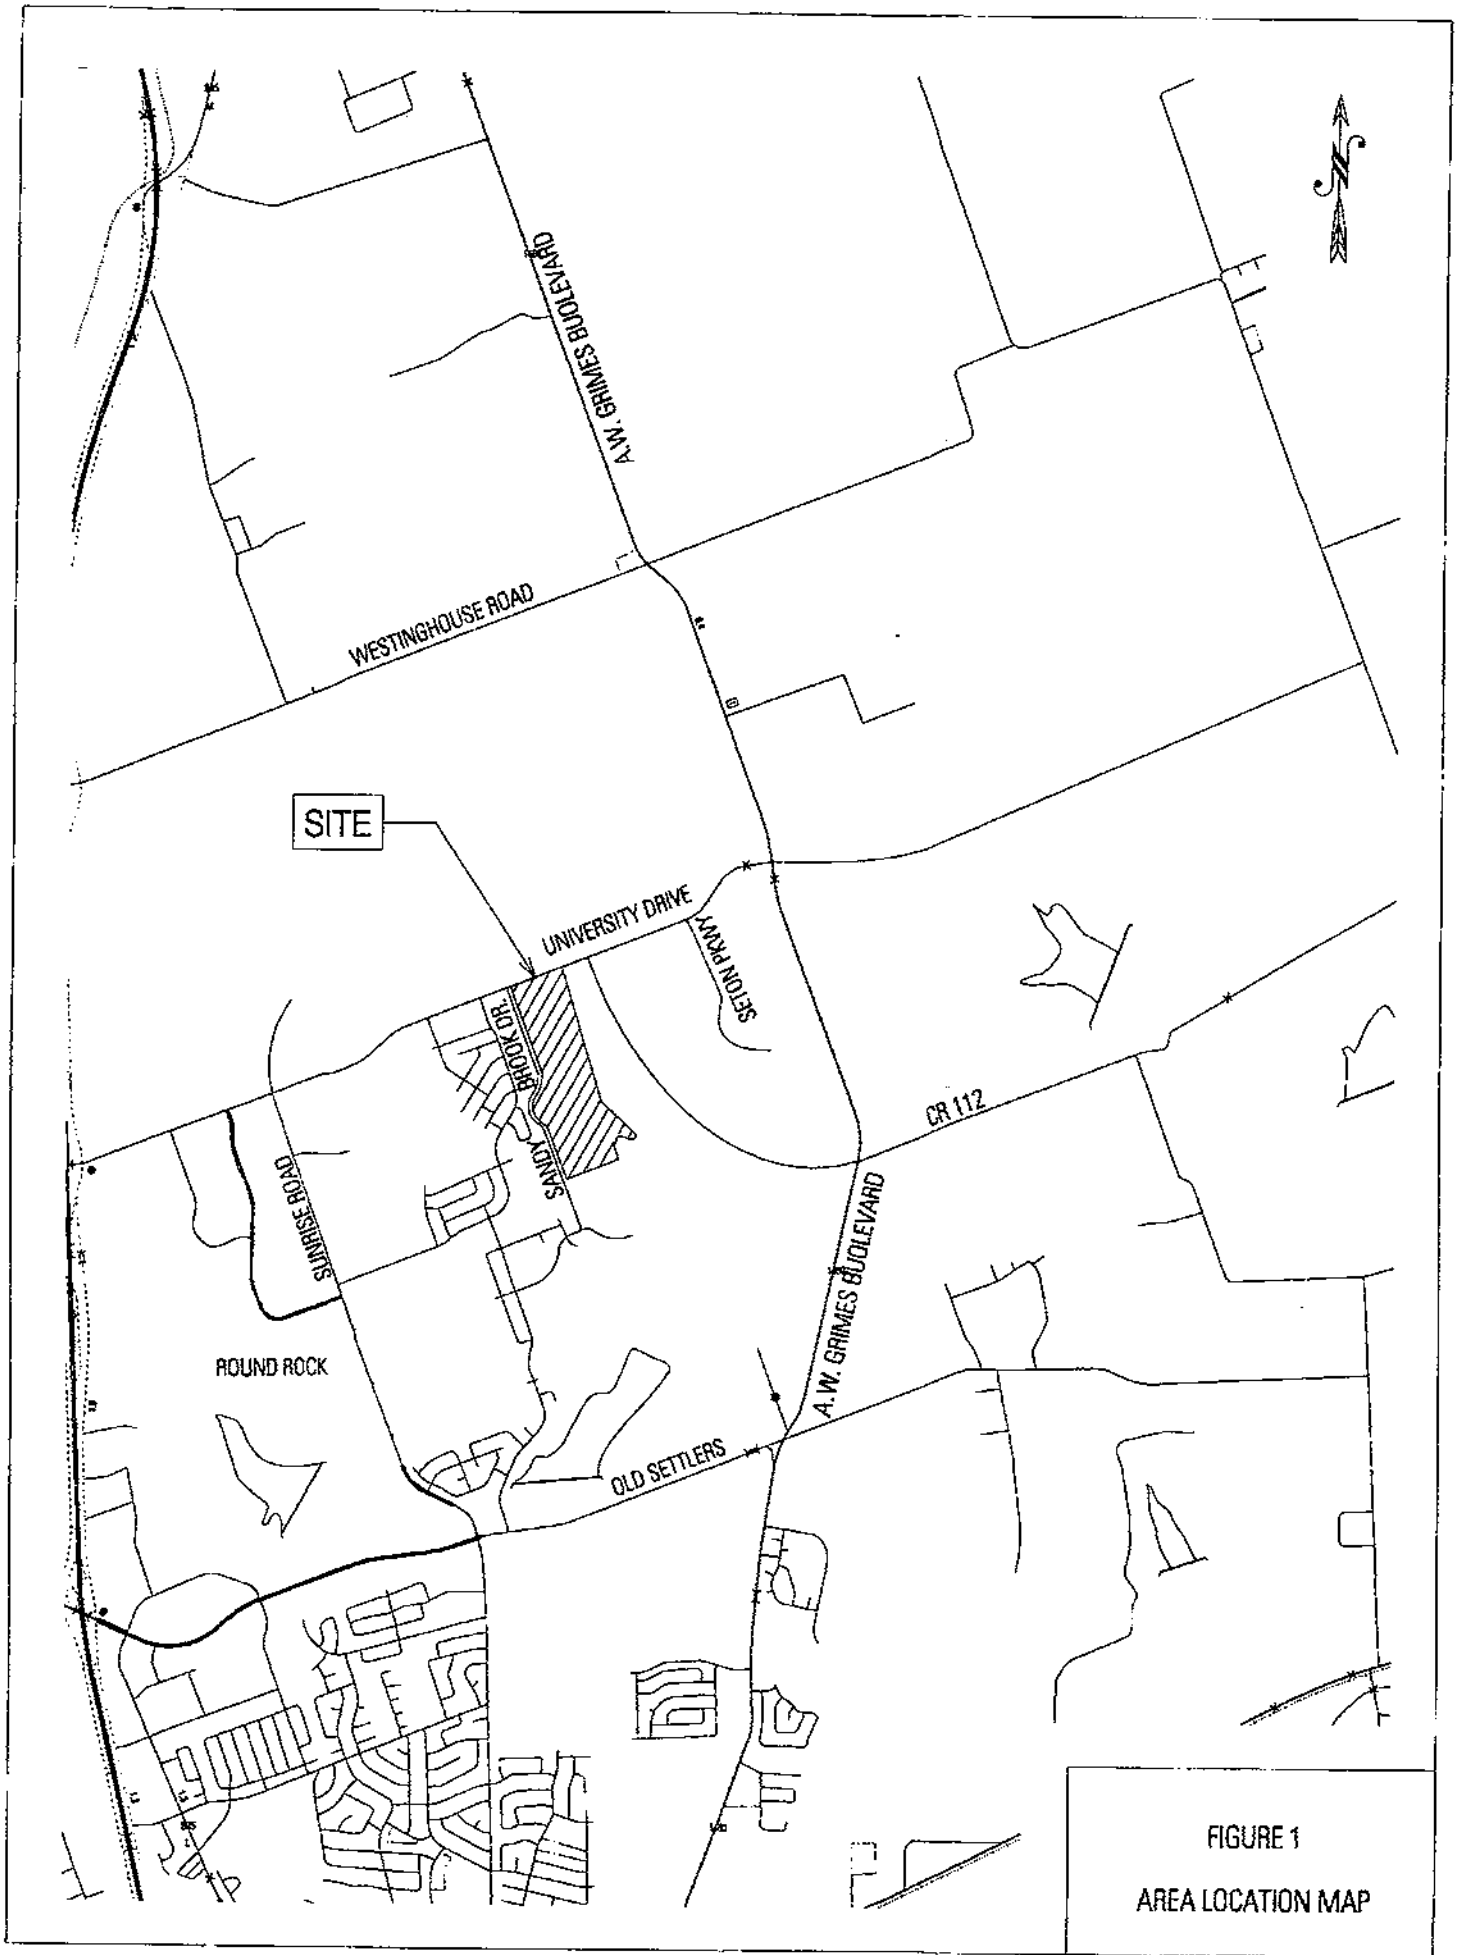 N
A.W. GRIMES BUOLEVARD
WESTINGHOUSE ROAD
SITE
UNIVERSITY DRIVE
SETON PKWY
SANDY BROOK DR.
CR 112
SUNRISE ROAD
A.W. GRIMES BUOLEVARD
ROUND ROCK
OLD SETTLERS
FIGURE 1
AREA LOCATION MAP